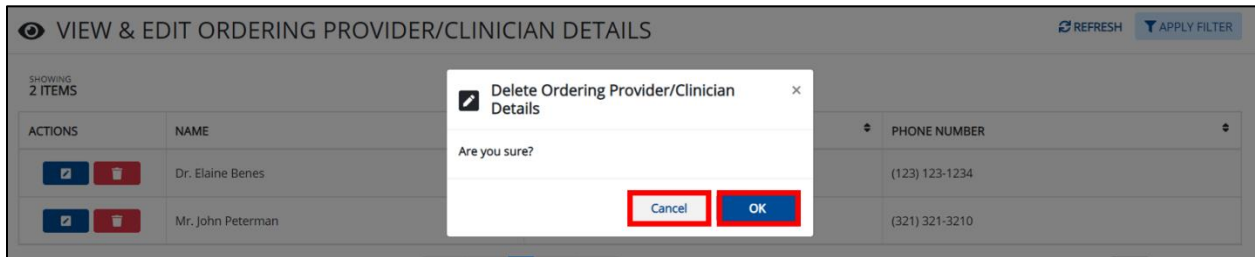 VIEW & EDIT ORDERING PROVIDER/CLINICIAN DETAILS
REFRESH
APPLY FILTER
SHOWING
2 ITEMS
Delete Ordering Provider/Clinician
Details
×
Are you sure?
Cancel
OK
ACTIONS
NAME
PHONE NUMBER
Dr. Elaine Benes
(123) 123-1234
Mr. John Peterman
(321) 321-3210